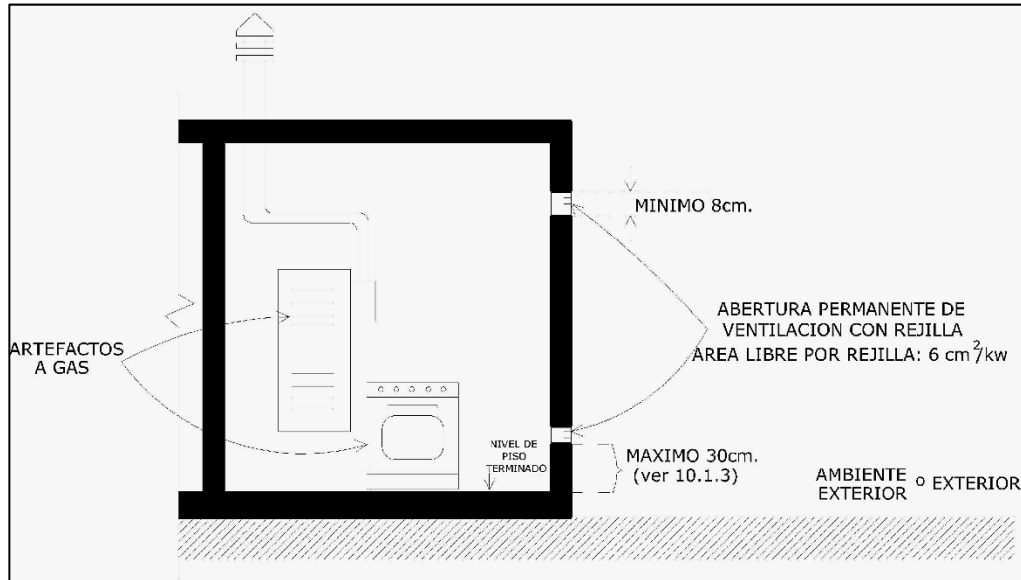 MINIMO 8cm.
ABERTURA PERMANENTE DE
VENTILACION CON REJILLA
AREA LIBRE POR REJILLA: 6 cm²/kw
ARTEFACTOS
A GAS
NIVEL DE
PISO
TERMINADO
MAXIMO 30cm.
(ver 10.1.3)
AMBIENTE
EXTERIOR o EXTERIOR